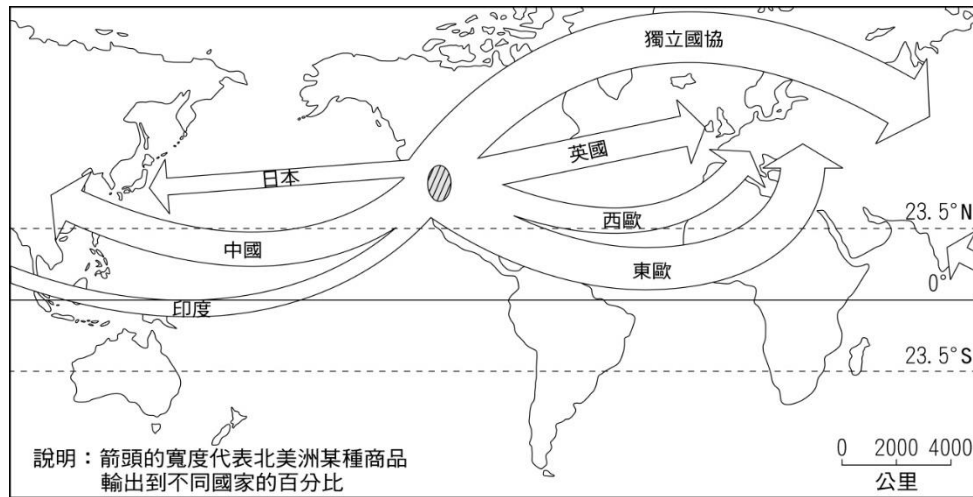 獨立國協
英國
日本
西歐
23.5°N
中國
東歐
0°
印度
23.5°S
說明：箭頭的寬度代表北美洲某種商品
輸出到不同國家的百分比
0 2000 4000
公里